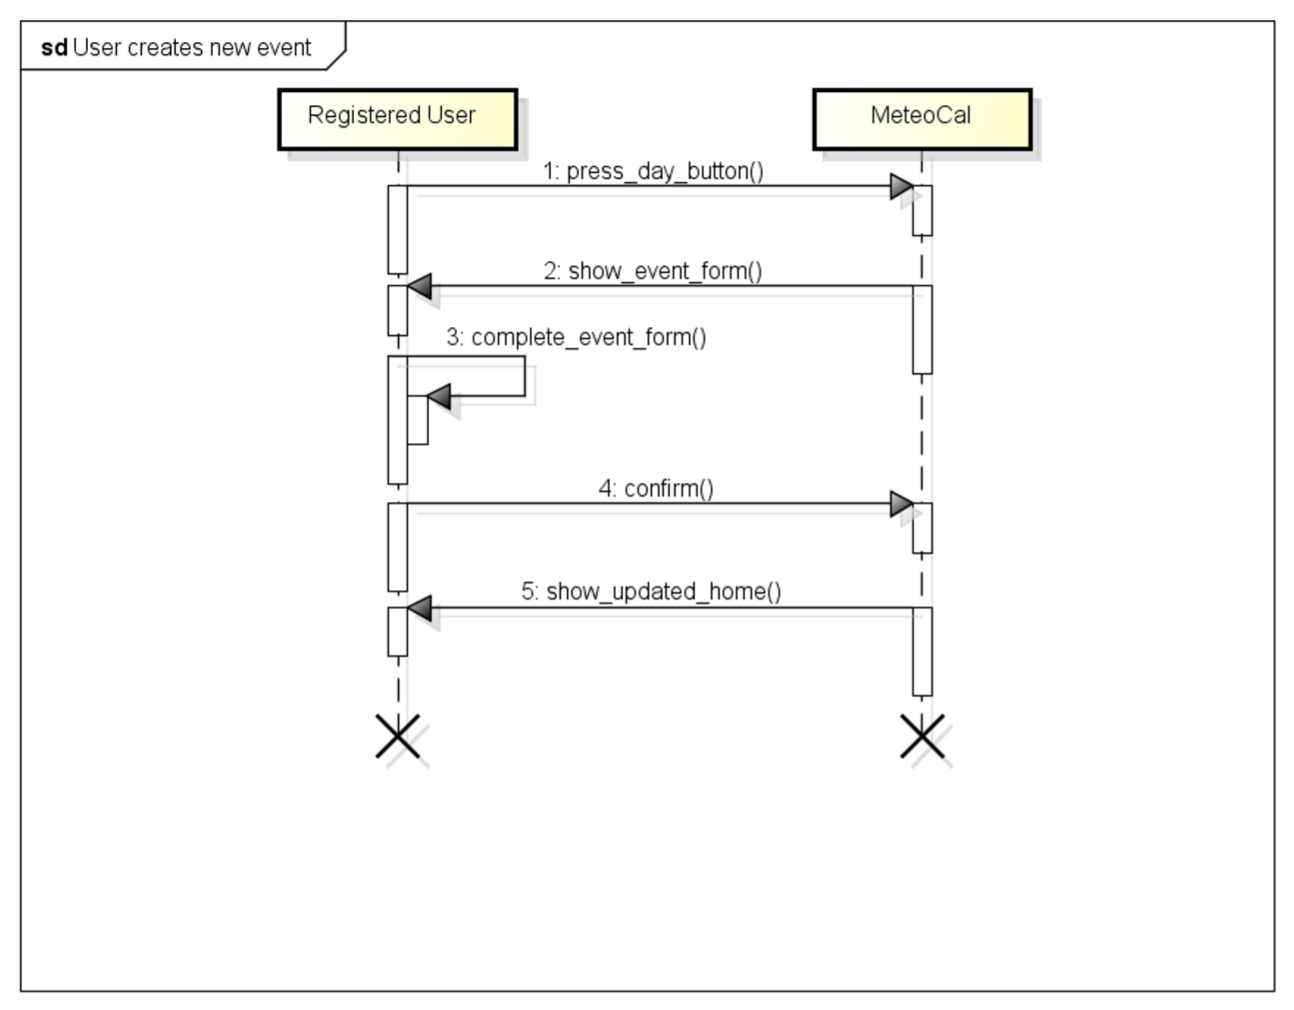 sd User creates new event
Registered User
MeteoCal
1: press_day_button()
2: show_event_form()
3: complete_event_form()
4: confirm()
5: show_updated_home()